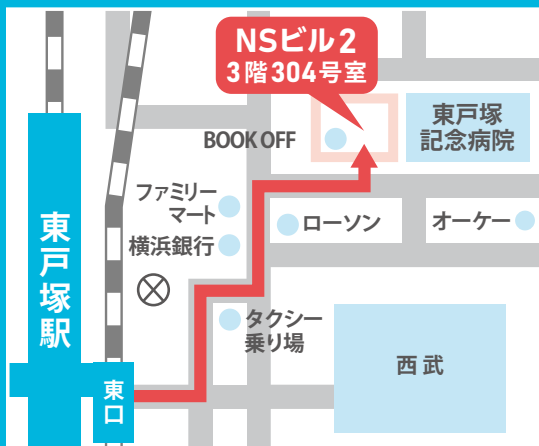 NSビル2
3階304号室
BOOK OFF
東戸塚
記念病院
ファミリー
マート
ローソン
オーケー
横浜銀行
東戸塚駅
タクシー
乗り場
西武
東口